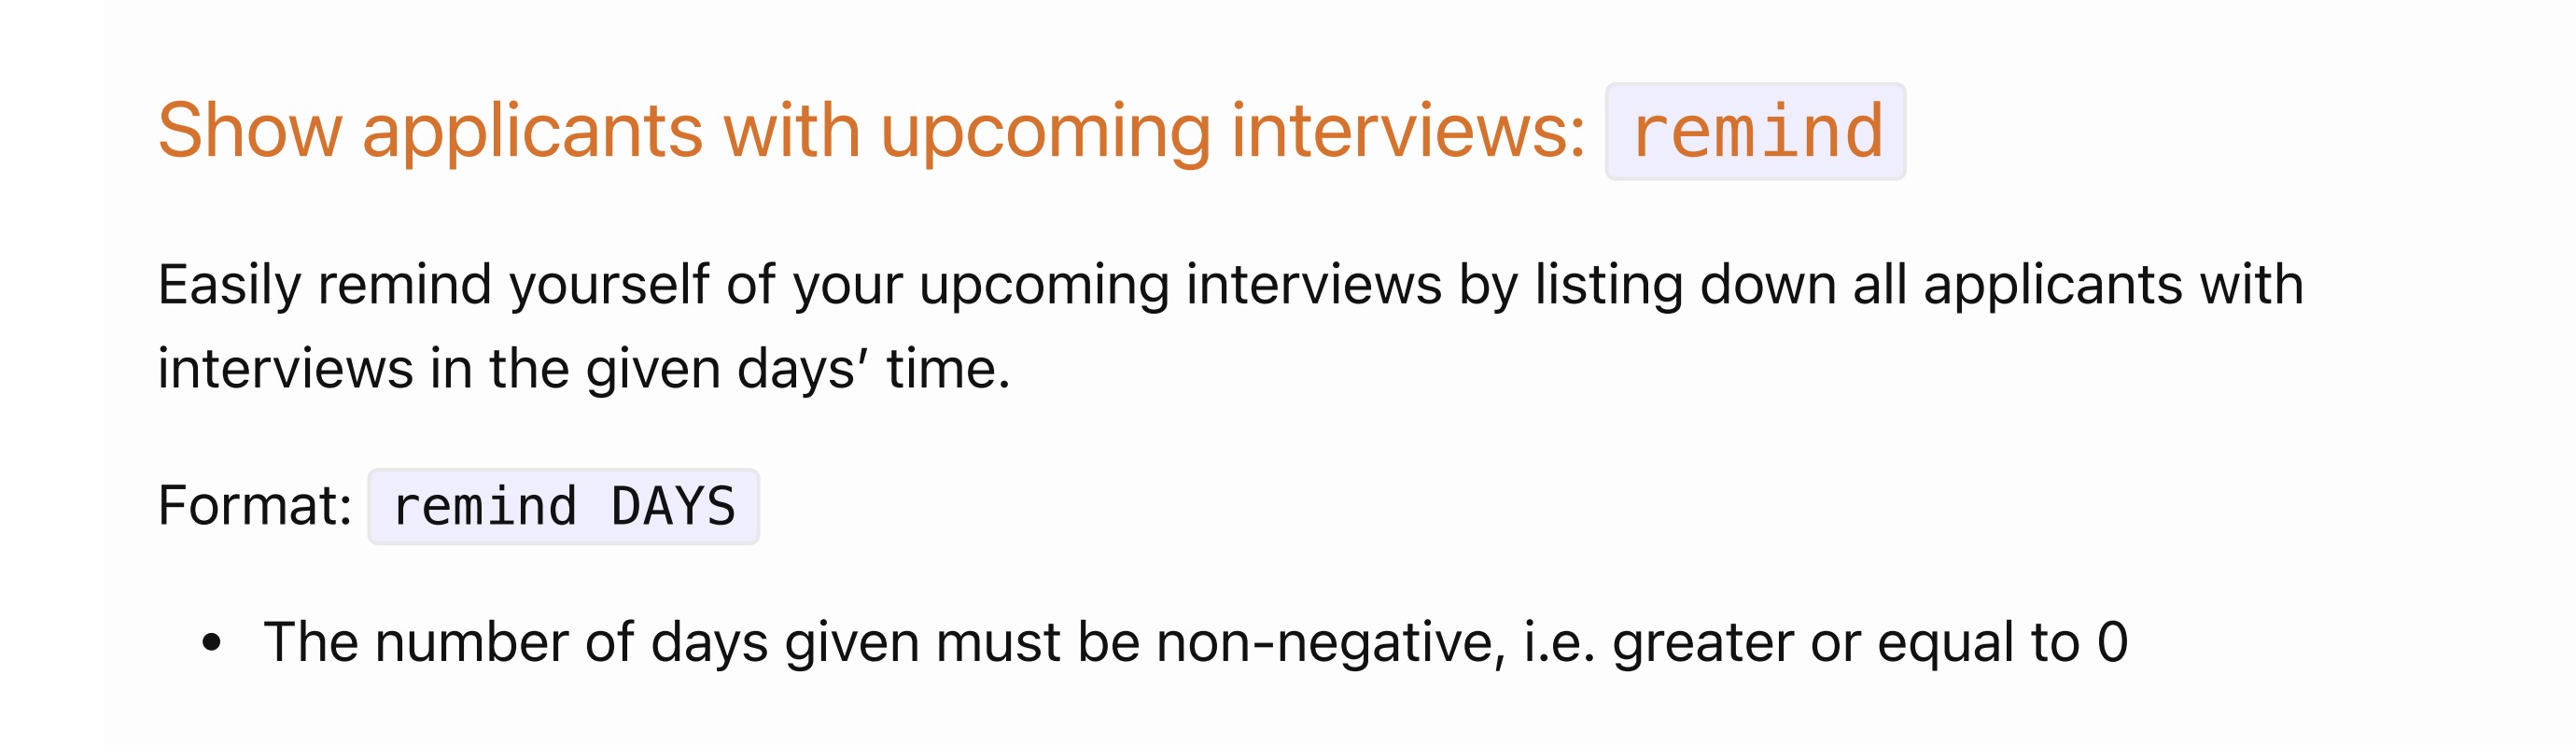 Show applicants with upcoming interviews: remind
Easily remind yourself of your upcoming interviews by listing down all applicants with
interviews in the given days’ time.
Format: remind DAYS
• The number of days given must be non-negative, i.e. greater or equal to 0